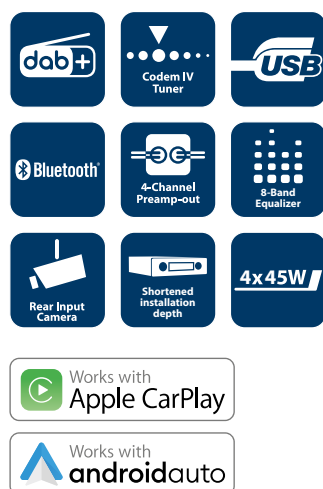 dab+
Codem IV
Tuner
USB
Bluetooth®
4-Channel
Preamp-out
8-Band
Equalizer
Rear Input
Camera
Shortened
installation
depth
4x45W
Works with
Apple CarPlay
Works with
androidauto